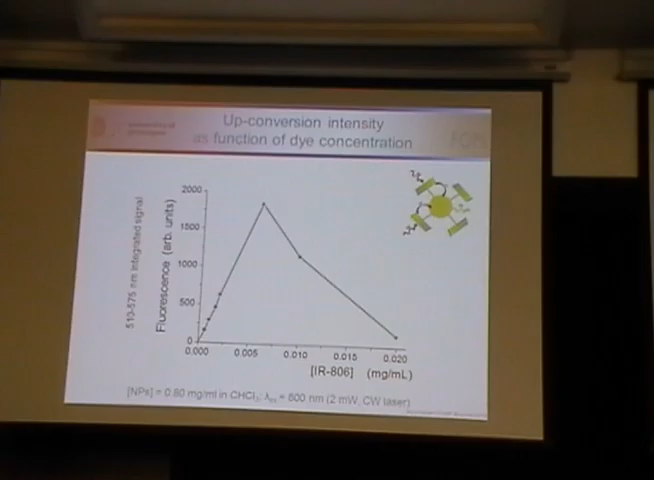 Up-conversion intensity
as function of dye concentration
510-575 nm integrated signal
Fluorescence (arb. units)
2000
1500
1000
500
0
0.000 0.005 0.010 0.015 0.020
[IR-806] (mg/mL)
[NPs] = 0.80 mg/ml in CHCl₃; λₑₓ = 800 nm (2 mW, CW laser)